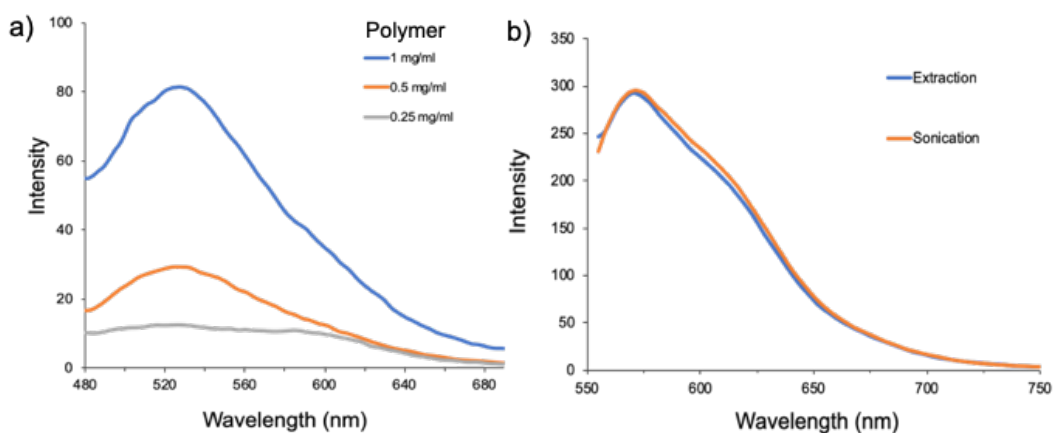 a)
Polymer
1 mg/ml
0.5 mg/ml
0.25 mg/ml
100
80
60
40
20
0
Intensity
480 520 560 600 640 680
Wavelength (nm)
b)
Extraction
Sonication
350
300
250
200
150
100
50
0
Intensity
550 600 650 700 750
Wavelength (nm)